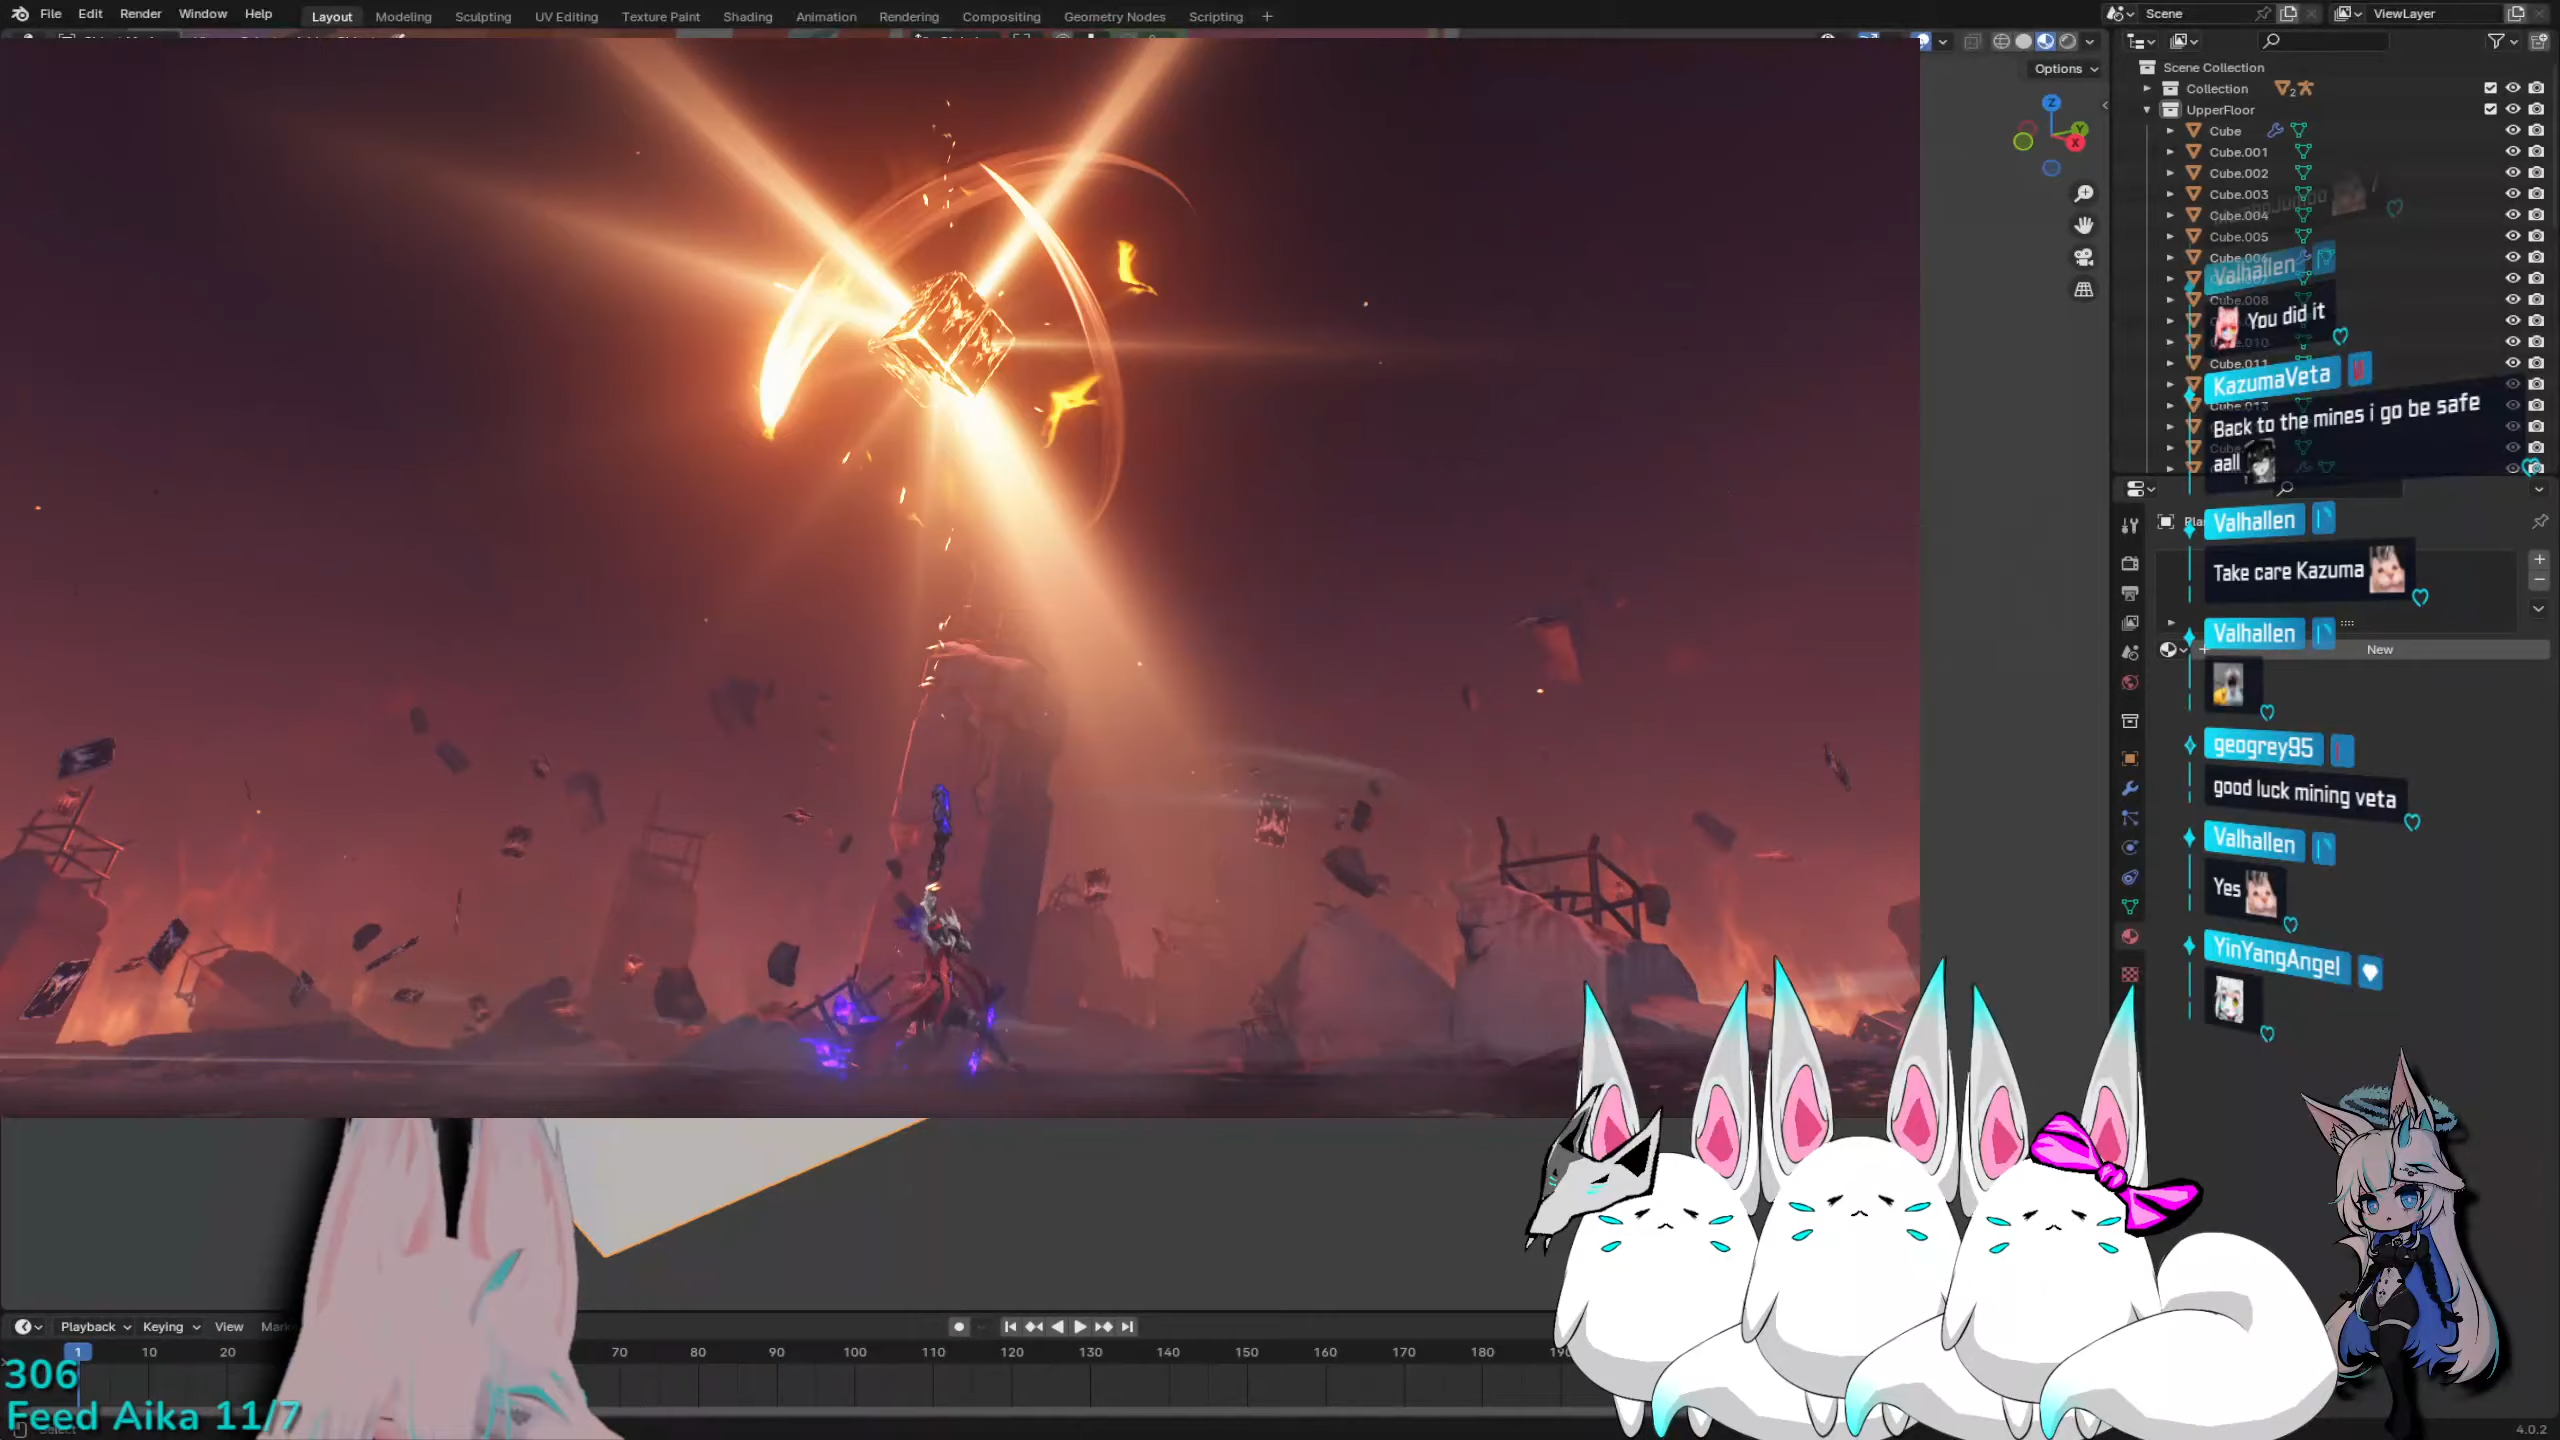 File Edit Render Window Help Layout Modeling Sculpting UV Editing Texture Paint Shading Animation Rendering Compositing Geometry Nodes Scripting + Scene ViewLayer
Options
Scene Collection
Collection 2
UpperFloor
Cube
Cube.001
Cube.002
Cube.003
Cube.004
Cube.005
Valhallen
Cube.008
You did it
Cube.011
KazumaVeta
Back to the mines i go be safe
aall
Valhallen
Take care Kazuma
Valhallen
New
geogrey95
good luck mining veta
Valhallen
Yes
YinYangAngel
Playback Keying View
1 10 20 70 80 90 100 110 120 130 140 150 160 170 180
306
Feed Aika 11/7
4.0.2